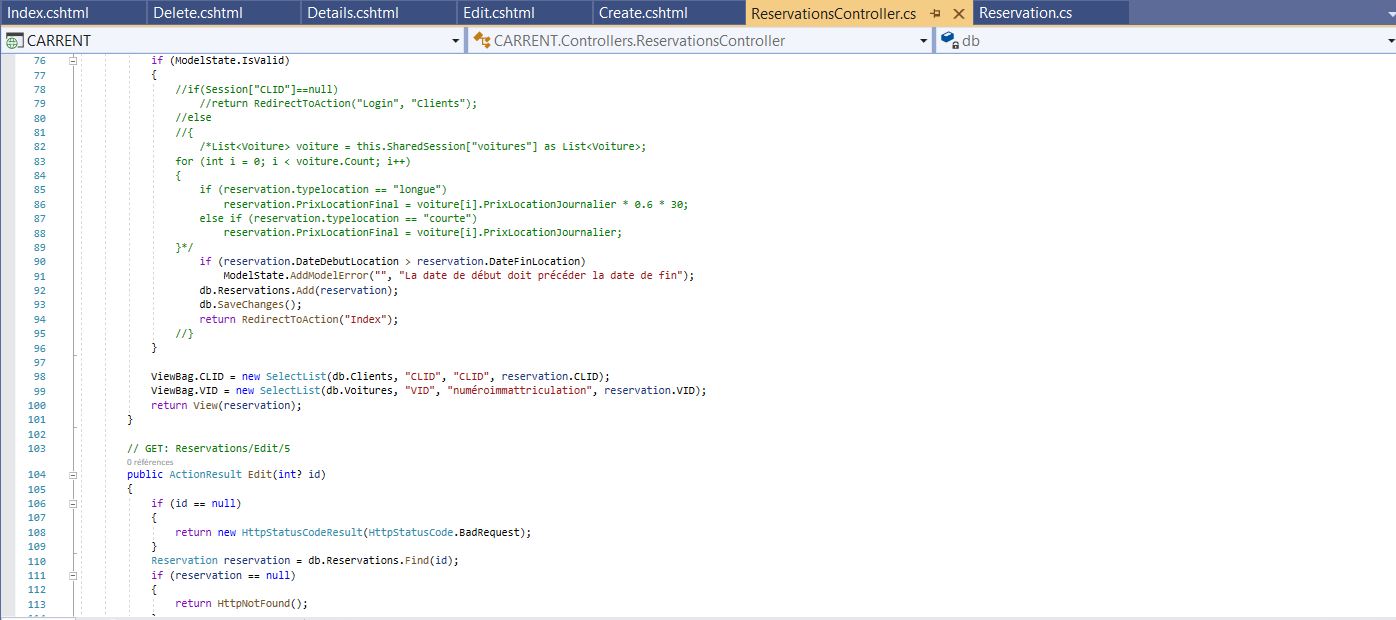 Index.cshtml Delete.cshtml Details.cshtml Edit.cshtml Create.cshtml ReservationsController.cs Reservation.cs
CARRENT CARRENT.Controllers.ReservationsController db
76 if (ModelState.IsValid)
77 {
78 //if(Session["CLID"]==null)
79 //return RedirectToAction("Login", "Clients");
80 //else
81 //{
82 /*List<Voiture> voiture = this.SharedSession["voitures"] as List<Voiture>;
83 for (int i = 0; i < voiture.Count; i++)
84 {
85 if (reservation.typelocation == "longue")
86 reservation.PrixLocationFinal = voiture[i].PrixLocationJournalier * 0.6 * 30;
87 else if (reservation.typelocation == "courte")
88 reservation.PrixLocationFinal = voiture[i].PrixLocationJournalier;
89 }*/
90 if (reservation.DateDebutLocation > reservation.DateFinLocation)
91 ModelState.AddModelError("", "La date de début doit précéder la date de fin");
92 db.Reservations.Add(reservation);
93 db.SaveChanges();
94 return RedirectToAction("Index");
95 //}
96 }
97
98 ViewBag.CLID = new SelectList(db.Clients, "CLID", "CLID", reservation.CLID);
99 ViewBag.VID = new SelectList(db.Voitures, "VID", "numéroimmattriculation", reservation.VID);
100 return View(reservation);
101 }
102
103 // GET: Reservations/Edit/5
0 références
104 public ActionResult Edit(int? id)
105 {
106 if (id == null)
107 {
108 return new HttpStatusCodeResult(HttpStatusCode.BadRequest);
109 }
110 Reservation reservation = db.Reservations.Find(id);
111 if (reservation == null)
112 {
113 return HttpNotFound();